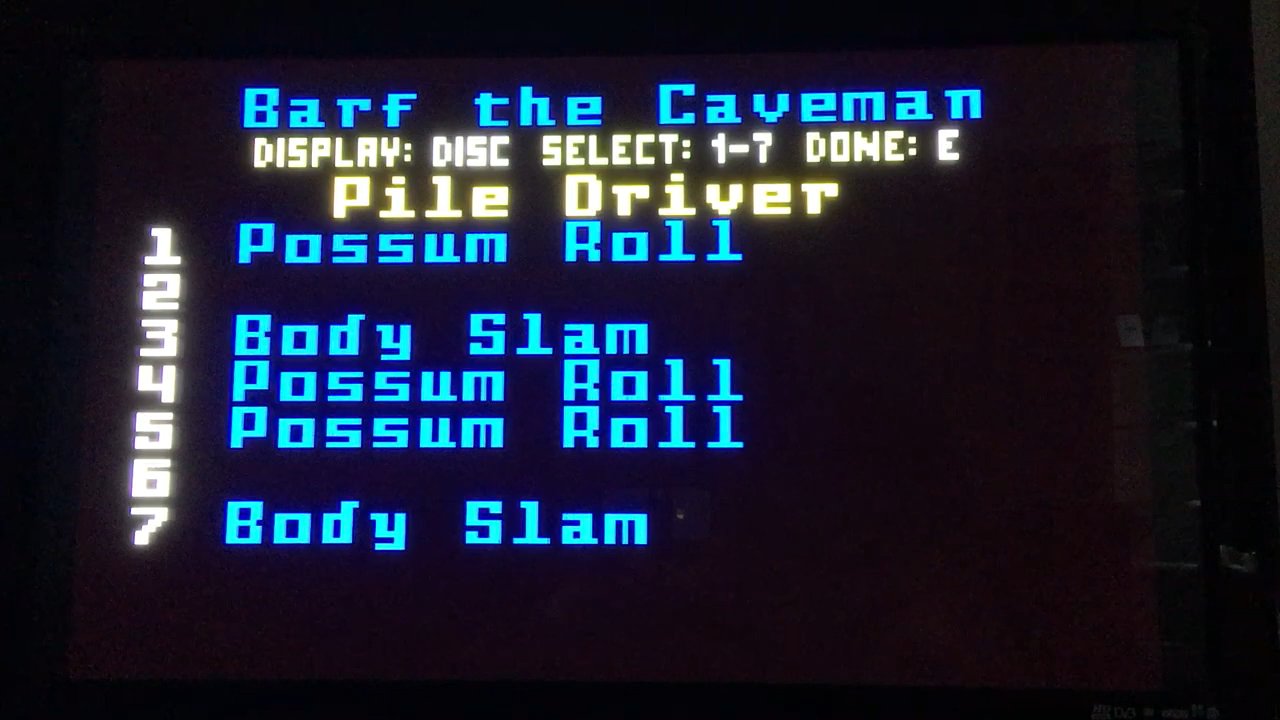 Barf the Caveman
DISPLAY: DISC SELECT: 1-7 DONE: E
Pile Driver
1 Possum Roll
2
3 Body Slam
4 Possum Roll
5 Possum Roll
6
7 Body Slam